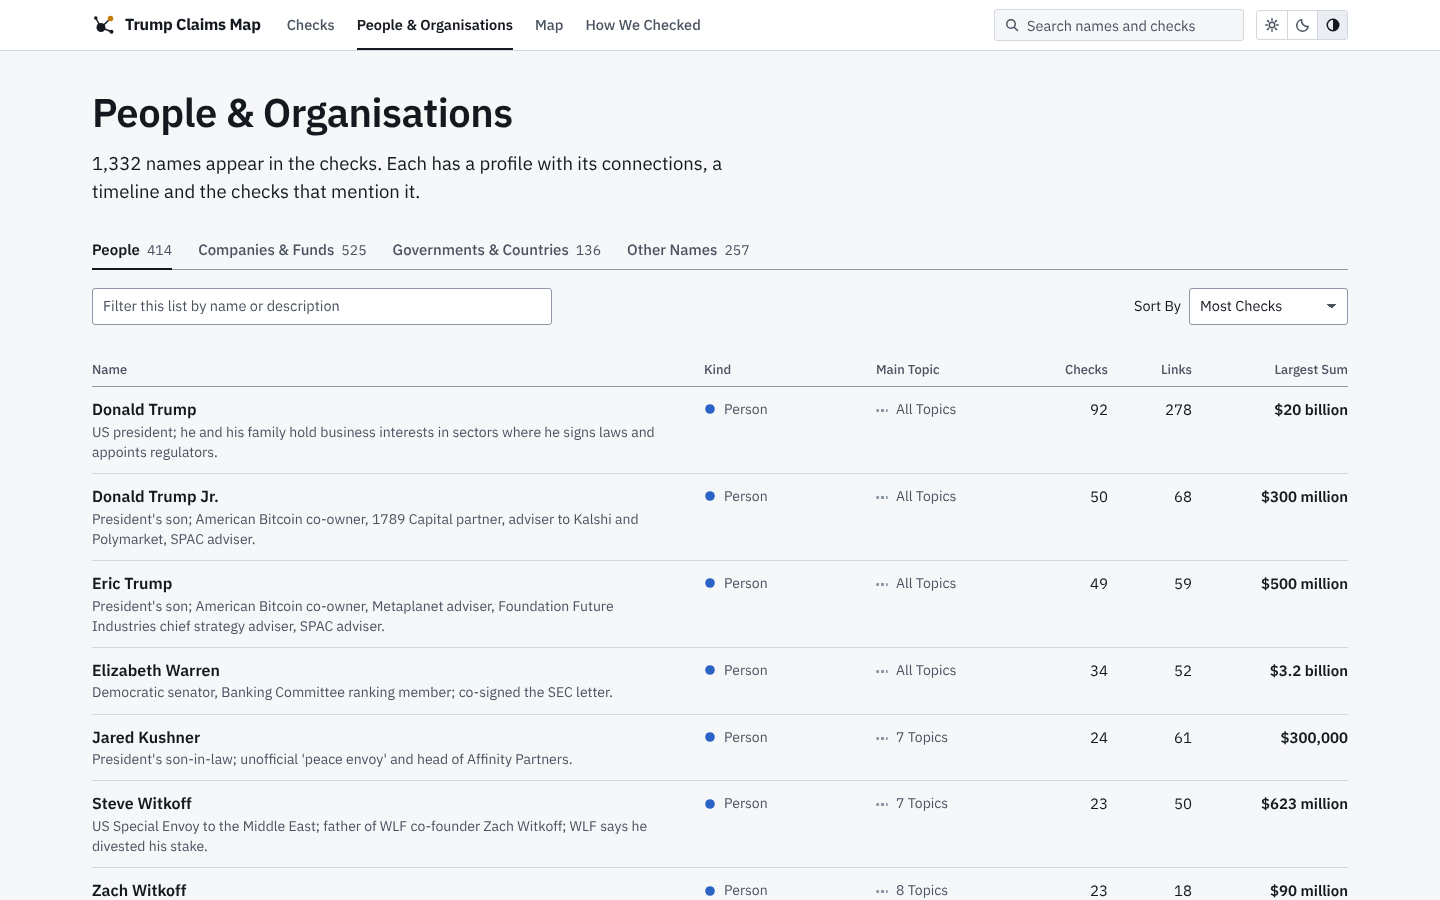 Trump Claims Map
Checks
People & Organisations
Map
How We Checked
Search names and checks
People & Organisations
1,332 names appear in the checks. Each has a profile with its connections, a
timeline and the checks that mention it.
People 414
Companies & Funds 525
Governments & Countries 136
Other Names 257
Filter this list by name or description
Sort By
Most Checks
Name Kind Main Topic Checks Links Largest Sum
Donald Trump Person All Topics 92 278 $20 billion
US president; he and his family hold business interests in sectors where he signs laws and
appoints regulators.
Donald Trump Jr. Person All Topics 50 68 $300 million
President's son; American Bitcoin co-owner, 1789 Capital partner, adviser to Kalshi and
Polymarket, SPAC adviser.
Eric Trump Person All Topics 49 59 $500 million
President's son; American Bitcoin co-owner, Metaplanet adviser, Foundation Future
Industries chief strategy adviser, SPAC adviser.
Elizabeth Warren Person All Topics 34 52 $3.2 billion
Democratic senator, Banking Committee ranking member; co-signed the SEC letter.
Jared Kushner Person 7 Topics 24 61 $300,000
President's son-in-law; unofficial 'peace envoy' and head of Affinity Partners.
Steve Witkoff Person 7 Topics 23 50 $623 million
US Special Envoy to the Middle East; father of WLF co-founder Zach Witkoff; WLF says he
divested his stake.
Zach Witkoff Person 8 Topics 23 18 $90 million